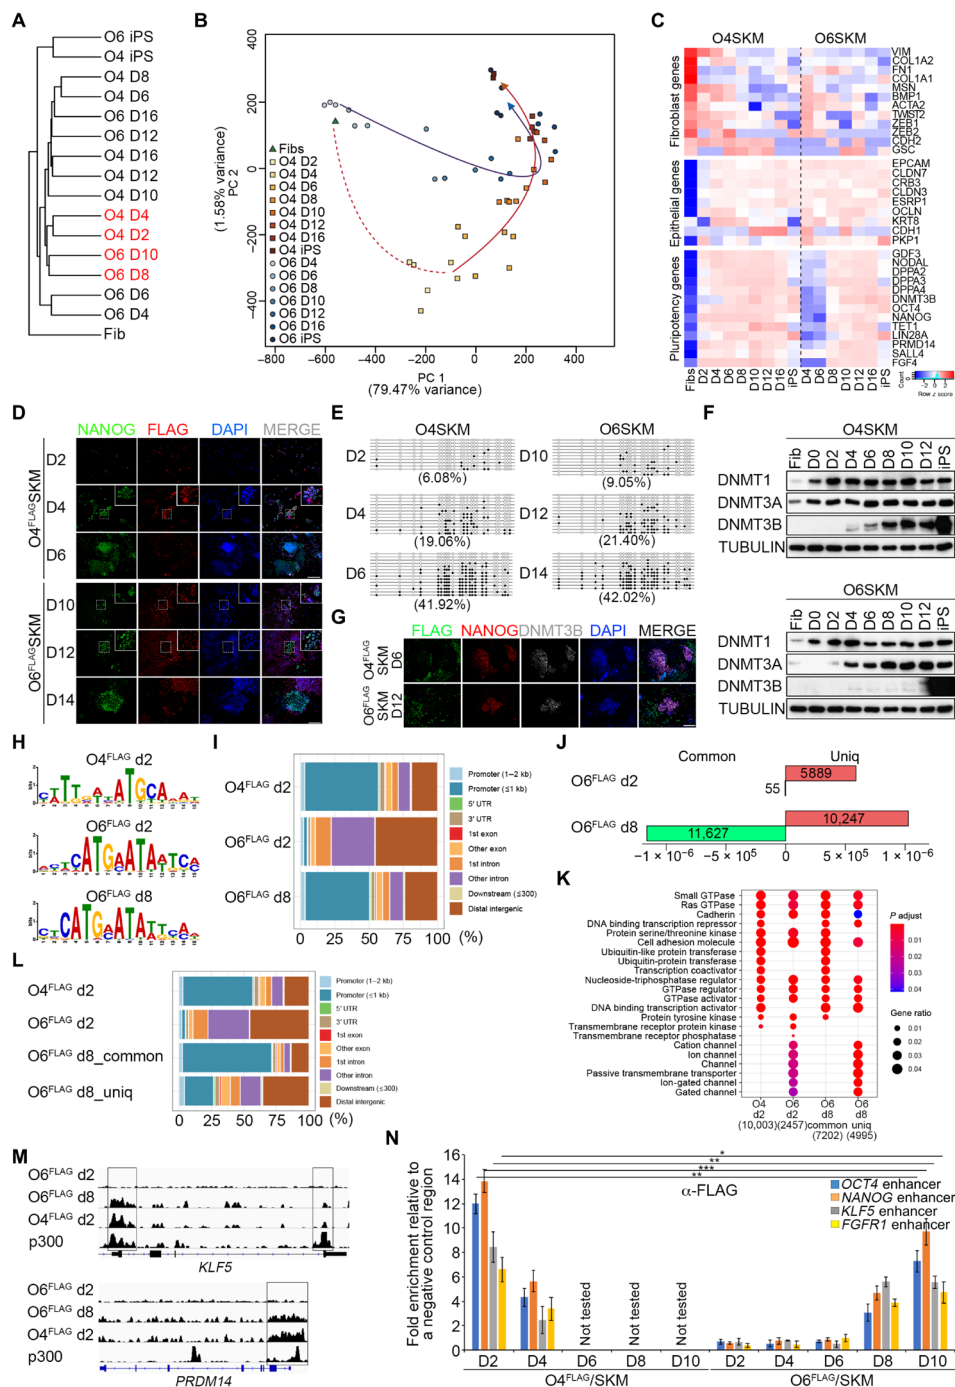 A
O6 iPS
O4 iPS
O4 D8
O4 D6
O6 D16
O6 D12
O4 D16
O4 D12
O4 D10
O4 D4
O4 D2
O6 D10
O6 D8
O6 D6
O6 D4
Fib
B
(1.58% variance)
PC 2
400
200
0
−200
−400
−800
−600
−400
−200
0
200
400
600
PC 1
(79.47% variance)
Fibs
O4 D2
O4 D4
O4 D6
O4 D8
O4 D10
O4 D12
O4 D16
O4 iPS
O6 D4
O6 D6
O6 D8
O6 D10
O6 D12
O6 D16
O6 iPS
C
O4SKM
O6SKM
Fibroblast genes
VIM
COL1A2
FN1
COL1A1
MSN
BMP1
ACTA2
TWIST2
ZEB1
ZEB2
CDH2
GSC
Epithelial genes
EPCAM
CLDN7
CRB3
CLDN3
ESRP1
OCLN
KRT8
CDH1
PKP1
Pluripotency genes
GDF3
NODAL
DPPA2
DPPA3
DPPA4
DNMT3B
OCT4
NANOG
TET1
LIN28A
PRMD14
SALL4
FGF4
Fibs D2 D4 D6 D8 D10 D12 D16 iPS D4 D6 D8 D10 D12 D16 iPS
Count
−2 0 2
Row z score
D
NANOG FLAG DAPI MERGE
O4FLAGSKM
D2
D4
D6
O6FLAGSKM
D10
D12
D14
E
O4SKM O6SKM
D2 (6.08%)
D10 (9.05%)
D4 (19.06%)
D12 (21.40%)
D6 (41.92%)
D14 (42.02%)
F
O4SKM
Fib D0 D2 D4 D6 D8 D10 D12 iPS
DNMT1
DNMT3A
DNMT3B
TUBULIN
O6SKM
Fib D0 D2 D4 D6 D8 D10 D12 iPS
DNMT1
DNMT3A
DNMT3B
TUBULIN
G
FLAG NANOG DNMT3B DAPI MERGE
O4FLAG SKM D6
O6FLAG SKM D12
H
O4FLAG d2
bits
O6FLAG d2
bits
O6FLAG d8
bits
I
O4FLAG d2
O6FLAG d2
O6FLAG d8
0 25 50 75 100 (%)
Promoter (1–2 kb)
Promoter (≤1 kb)
5′ UTR
3′ UTR
1st exon
Other exon
1st intron
Other intron
Downstream (≤300)
Distal intergenic
J
Common Uniq
O6FLAG d2
5889
55
O6FLAG d8
11,627
10,247
−1 × 10−6
−5 × 10−5
0
5 × 105
1 × 10−6
K
Small GTPase
Ras GTPase
Cadherin
DNA binding transcription repressor
Protein serine/threonine kinase
Cell adhesion molecule
Ubiquitin-like protein transferase
Ubiquitin-protein transferase
Transcription coactivator
Nucleoside-triphosphatase regulator
GTPase regulator
GTPase activator
DNA binding transcription activator
Protein tyrosine kinase
Transmembrane receptor protein kinase
Transmembrane receptor phosphatase
Cation channel
Ion channel
Channel
Passive transmembrane transporter
Ion-gated channel
Gated channel
O4 d2 (10,003)
O6 d2 (2457)
O6 d8 common (7202)
O6 d8 uniq (4995)
P adjust
0.01
0.02
0.03
0.04
Gene ratio
0.01
0.02
0.03
0.04
L
O4FLAG d2
O6FLAG d2
O6FLAG d8_common
O6FLAG d8_uniq
0 25 50 75 100 (%)
Promoter (1–2 kb)
Promoter (≤1 kb)
5′ UTR
3′ UTR
1st exon
Other exon
1st intron
Other intron
Downstream (≤300)
Distal intergenic
M
O6FLAG d2
O6FLAG d8
O4FLAG d2
p300
KLF5
O6FLAG d2
O6FLAG d8
O4FLAG d2
p300
PRDM14
N
Fold enrichment relative to
a negative control region
16
14
12
10
8
6
4
2
0
*
**
***
**
α-FLAG
OCT4 enhancer
NANOG enhancer
KLF5 enhancer
FGFR1 enhancer
Not tested
Not tested
Not tested
D2 D4 D6 D8 D10 D2 D4 D6 D8 D10
O4FLAG/SKM O6FLAG/SKM